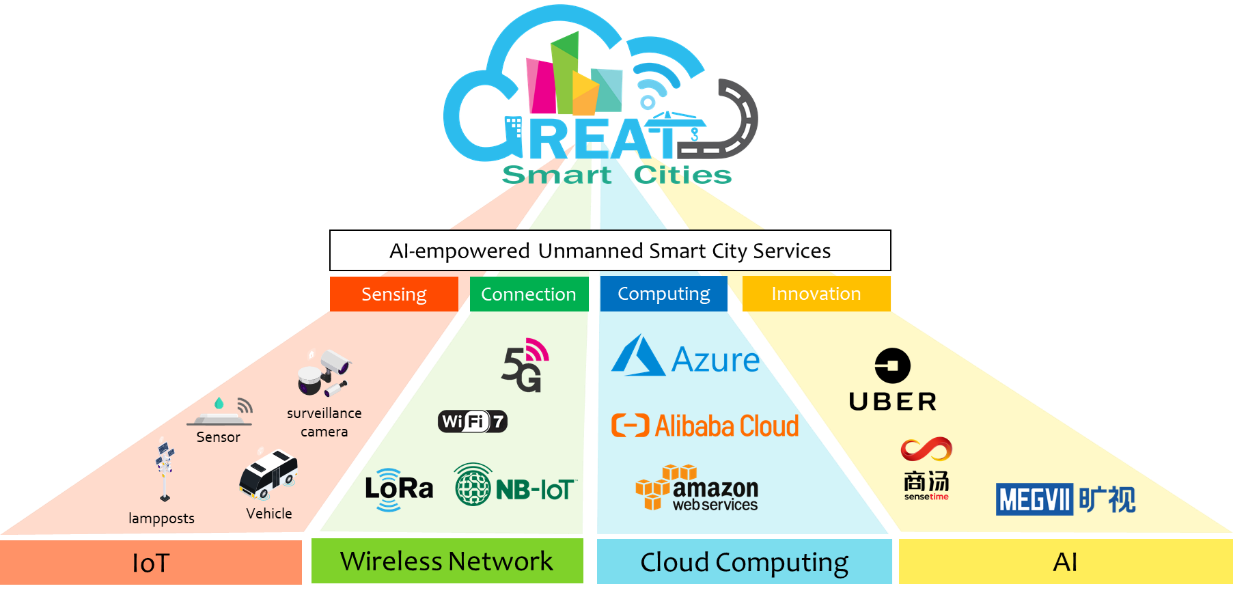 GREAT
Smart Cities
AI-empowered Unmanned Smart City Services
Sensing
Connection
Computing
Innovation
surveillance
camera
Sensor
lampposts
Vehicle
5G
WiFi 7
LoRa
NB-IoT™
Azure
Alibaba Cloud
amazon
web services
UBER
商汤
sensetime
MEGVII 旷视
IoT
Wireless Network
Cloud Computing
AI